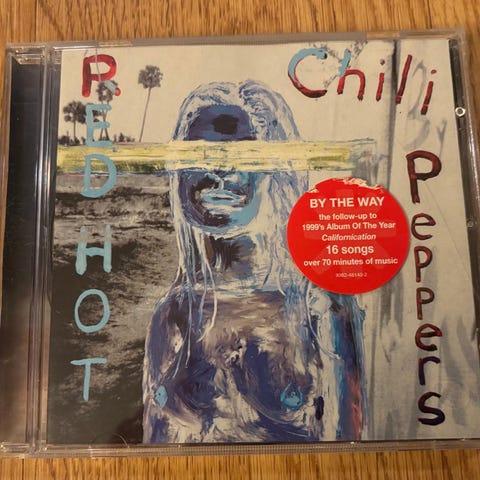 RED HOT
Chili
Peppers
BY THE WAY
the follow-up to
1999's Album Of The Year
Californication
16 songs
over 70 minutes of music